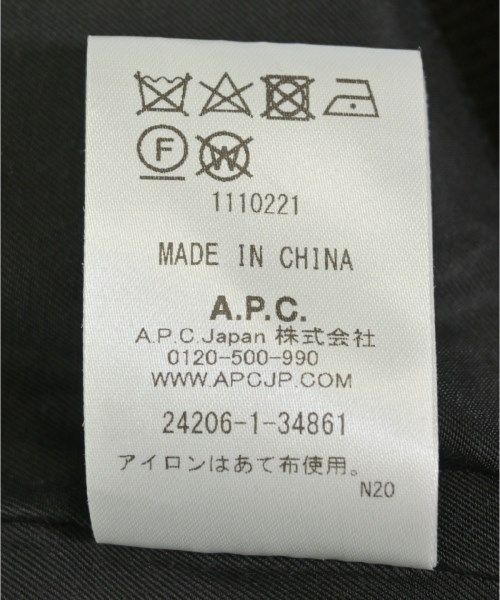 F W
1110221
MADE IN CHINA
A.P.C.
A.P.C.Japan 株式会社
0120-500-990
WWW.APCJP.COM
24206-1-34861
アイロンはあて布使用。
N20